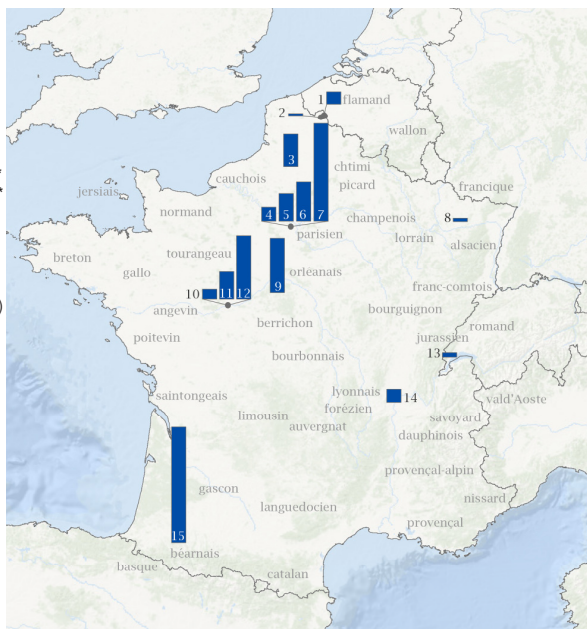 1
flamand
2
wallon
3
chtimi
*
cauchois
picard
francique
*
jersiais
normand
4 5 6 7
champenois
8
parisien
lorrain
alsacien
tourangeau
breton
gallo
orléanais
9
franc-comtois
10 11 12
)
angevin
bourguignon
romand
berrichon
poitevin
jurassien
13
bourbonnais
saintongeais
lyonnais
14
vald'Aoste
forézien
limousin
savoyard
auvergnat
dauphinois
provençal-alpin
gascon
nissard
languedocien
provençal
15
béarnais
basque
catalan